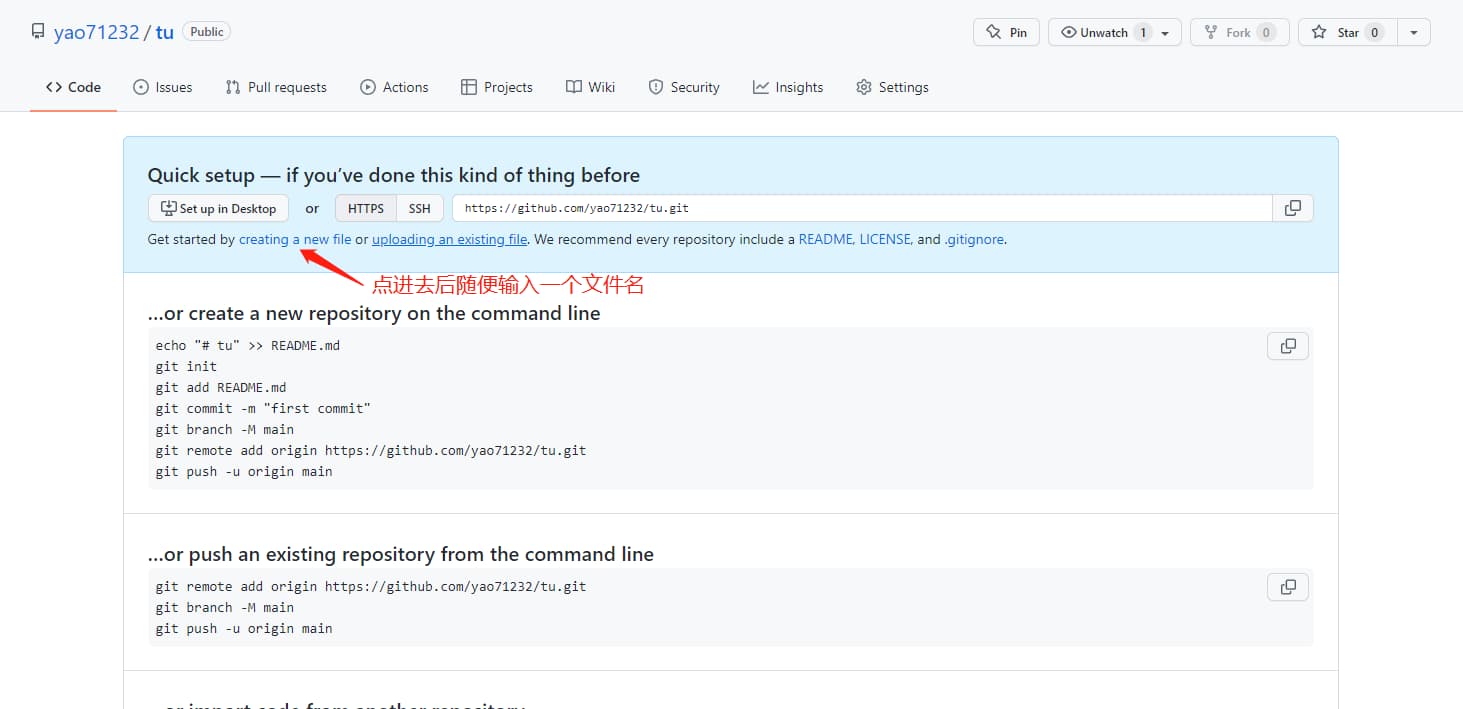 yao71232 / tu Public
Pin Unwatch 1 Fork 0 Star 0
Code Issues Pull requests Actions Projects Wiki Security Insights Settings
Quick setup — if you’ve done this kind of thing before
Set up in Desktop or HTTPS SSH https://github.com/yao71232/tu.git
Get started by creating a new file or uploading an existing file. We recommend every repository include a README, LICENSE, and .gitignore.
点进去后随便输入一个文件名
…or create a new repository on the command line
echo "# tu" >> README.md
git init
git add README.md
git commit -m "first commit"
git branch -M main
git remote add origin https://github.com/yao71232/tu.git
git push -u origin main
…or push an existing repository from the command line
git remote add origin https://github.com/yao71232/tu.git
git branch -M main
git push -u origin main
…or import code from another repository